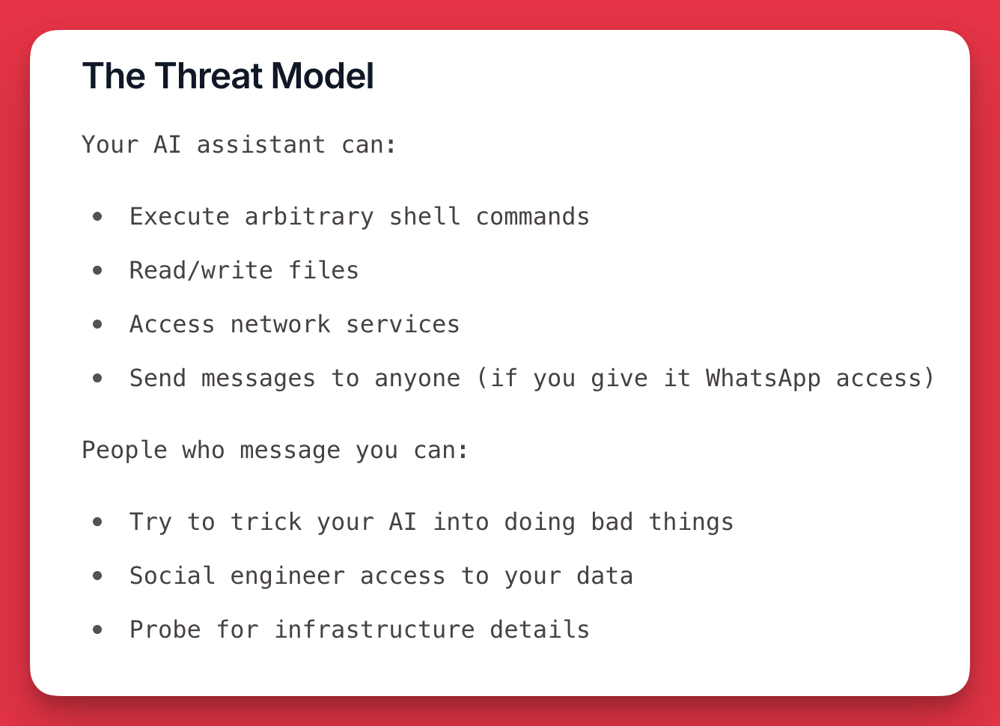 The Threat Model
Your AI assistant can:
• Execute arbitrary shell commands
• Read/write files
• Access network services
• Send messages to anyone (if you give it WhatsApp access)
People who message you can:
• Try to trick your AI into doing bad things
• Social engineer access to your data
• Probe for infrastructure details